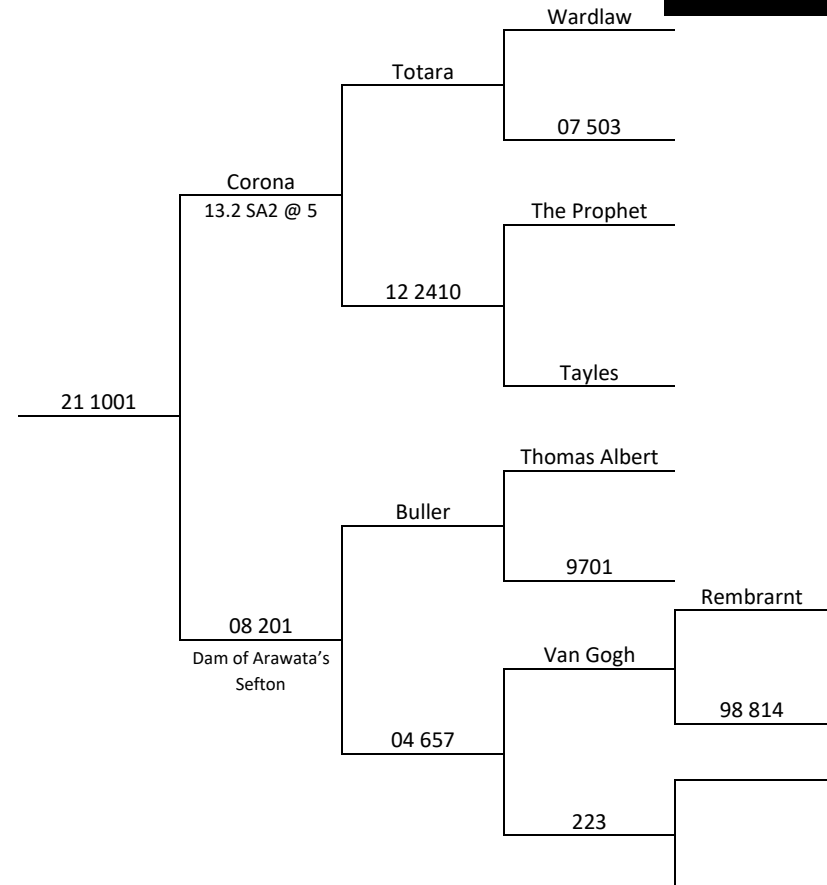 Wardlaw
Totara
07 503
Corona
13.2 SA2 @ 5
The Prophet
12 2410
Tayles
21 1001
Thomas Albert
Buller
9701
Rembrarnt
08 201
Dam of Arawata's
Sefton
Van Gogh
98 814
04 657
223